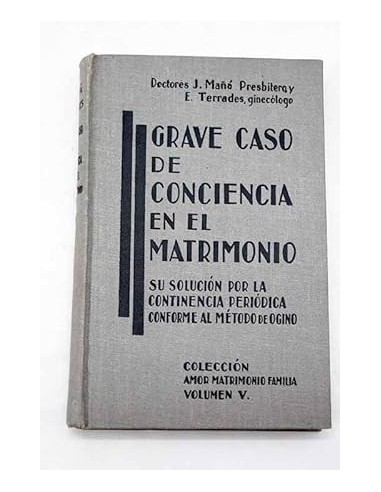 Doctores J. Mañá Presbitero y
E. Terrades, ginecólogo
GRAVE CASO
DE
CONCIENCIA
EN EL
MATRIMONIO
SU SOLUCIÓN POR LA
CONTINENCIA PERIÓDICA
CONFORME AL MÉTODO DE OGINO
COLECCIÓN
AMOR MATRIMONIO FAMILIA
VOLUMEN V.